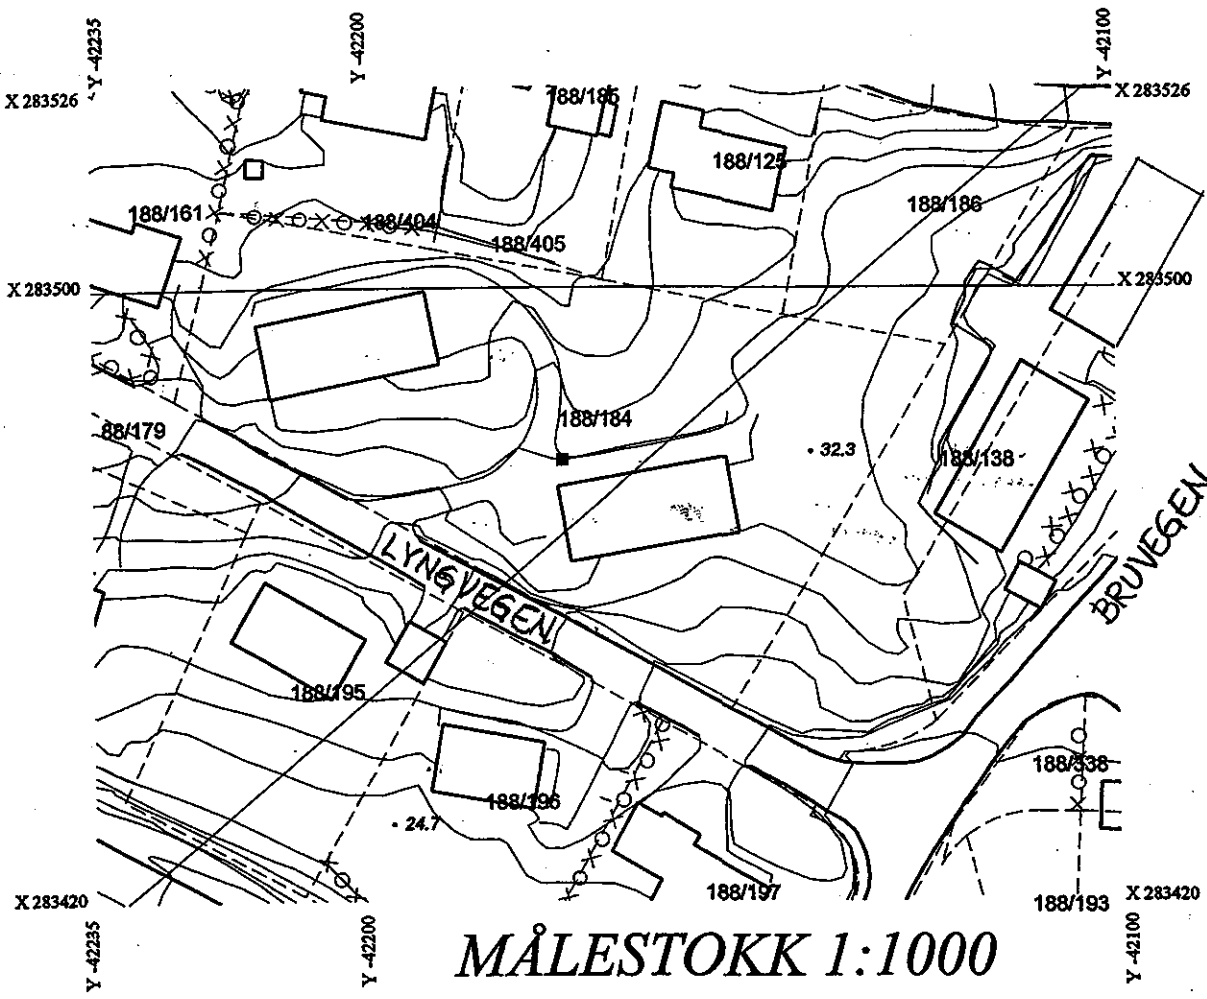 Y -42235
Y -42200
Y -42100
X 283526
X 283526
188/185
188/125
188/161
188/404
188/186
188/405
X 283500
X 283500
188/184
88/179
32.3
188/138
LYNGVEGEN
BRUVEGEN
188/195
188/338
188/196
24.7
188/197
188/193
X 283420
X 283420
Y -42235
Y -42200
Y -42100
MÅLESTOKK 1:1000